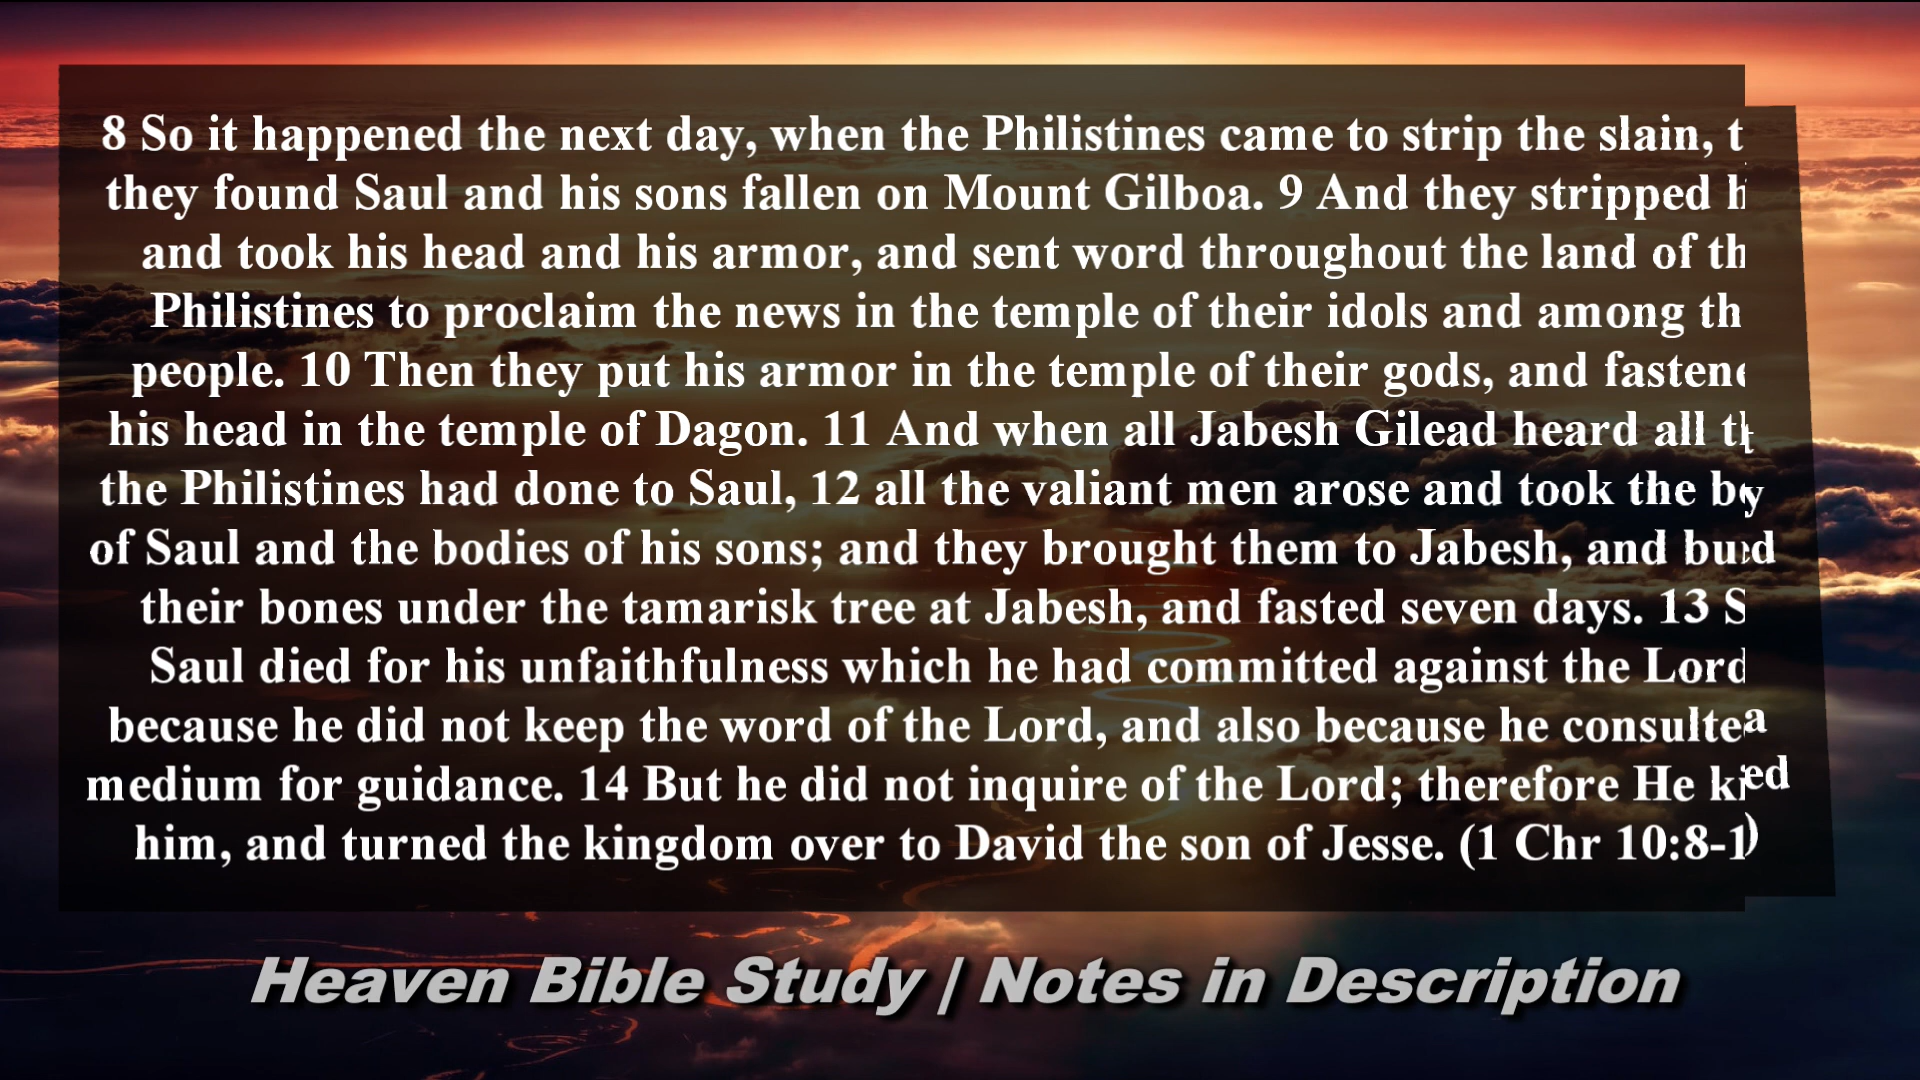 8 So it happened the next day, when the Philistines came to strip the slain,
they found Saul and his sons fallen on Mount Gilboa. 9 And they stripped
and took his head and his armor, and sent word throughout the land of
Philistines to proclaim the news in the temple of their idols and among
people. 10 Then they put his armor in the temple of their gods, and
his head in the temple of Dagon. 11 And when all Jabesh Gilead heard all
the Philistines had done to Saul, 12 all the valiant men arose and took the
of Saul and the bodies of his sons; and they brought them to Jabesh, and
their bones under the tamarisk tree at Jabesh, and fasted seven days. 13
Saul died for his unfaithfulness which he had committed against the Lord
because he did not keep the word of the Lord, and also because he
medium for guidance. 14 But he did not inquire of the Lord; therefore He
him, and turned the kingdom over to David the son of Jesse. (1 Chr
Heaven Bible Study | Notes in Description